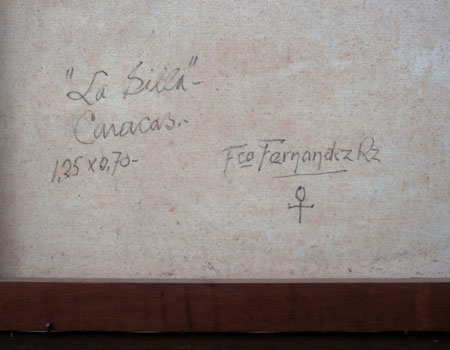 "La Silla"-
Caracas.-
1,25 x 0,70-
Fco Fernandez Rz